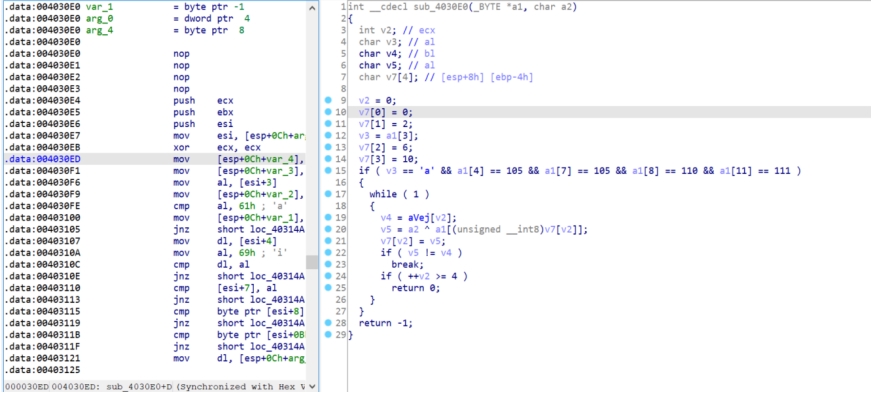 .data:004030E0 var_1 = byte ptr -1
.data:004030E0 arg_0 = dword ptr 4
.data:004030E0 arg_4 = byte ptr 8
.data:004030E0
.data:004030E0 nop
.data:004030E1 nop
.data:004030E2 nop
.data:004030E3 nop
.data:004030E4 push ecx
.data:004030E5 push ebx
.data:004030E6 push esi
.data:004030E7 mov esi, [esp+0Ch+ar
.data:004030EB xor ecx, ecx
.data:004030ED mov [esp+0Ch+var_4],
.data:004030F1 mov [esp+0Ch+var_3],
.data:004030F6 mov al, [esi+3]
.data:004030F9 mov [esp+0Ch+var_2],
.data:004030FE cmp al, 61h ; 'a'
.data:00403100 mov [esp+0Ch+var_1],
.data:00403105 jnz short loc_40314A
.data:00403107 mov dl, [esi+4]
.data:0040310A mov al, 69h ; 'i'
.data:0040310C cmp dl, al
.data:0040310E jnz short loc_40314A
.data:00403110 cmp [esi+7], al
.data:00403113 jnz short loc_40314A
.data:00403115 cmp byte ptr [esi+8]
.data:00403119 jnz short loc_40314A
.data:0040311B cmp byte ptr [esi+0B
.data:0040311F jnz short loc_40314A
.data:00403121 mov dl, [esp+0Ch+arg_
.data:00403125
000030ED 004030ED: sub_4030E0+D (Synchronized with Hex V
1 int __cdecl sub_4030E0(_BYTE *a1, char a2)
2 {
3 int v2; // ecx
4 char v3; // al
5 char v4; // bl
6 char v5; // al
7 char v7[4]; // [esp+8h] [ebp-4h]
8
9 v2 = 0;
10 v7[0] = 0;
11 v7[1] = 2;
12 v3 = a1[3];
13 v7[2] = 6;
14 v7[3] = 10;
15 if ( v3 == 'a' && a1[4] == 105 && a1[7] == 105 && a1[8] == 110 && a1[11] == 111 )
16 {
17 while ( 1 )
18 {
19 v4 = aVej[v2];
20 v5 = a2 ^ a1[(unsigned __int8)v7[v2]];
21 v7[v2] = v5;
22 if ( v5 != v4 )
23 break;
24 if ( ++v2 >= 4 )
25 return 0;
26 }
27 }
28 return -1;
29 }